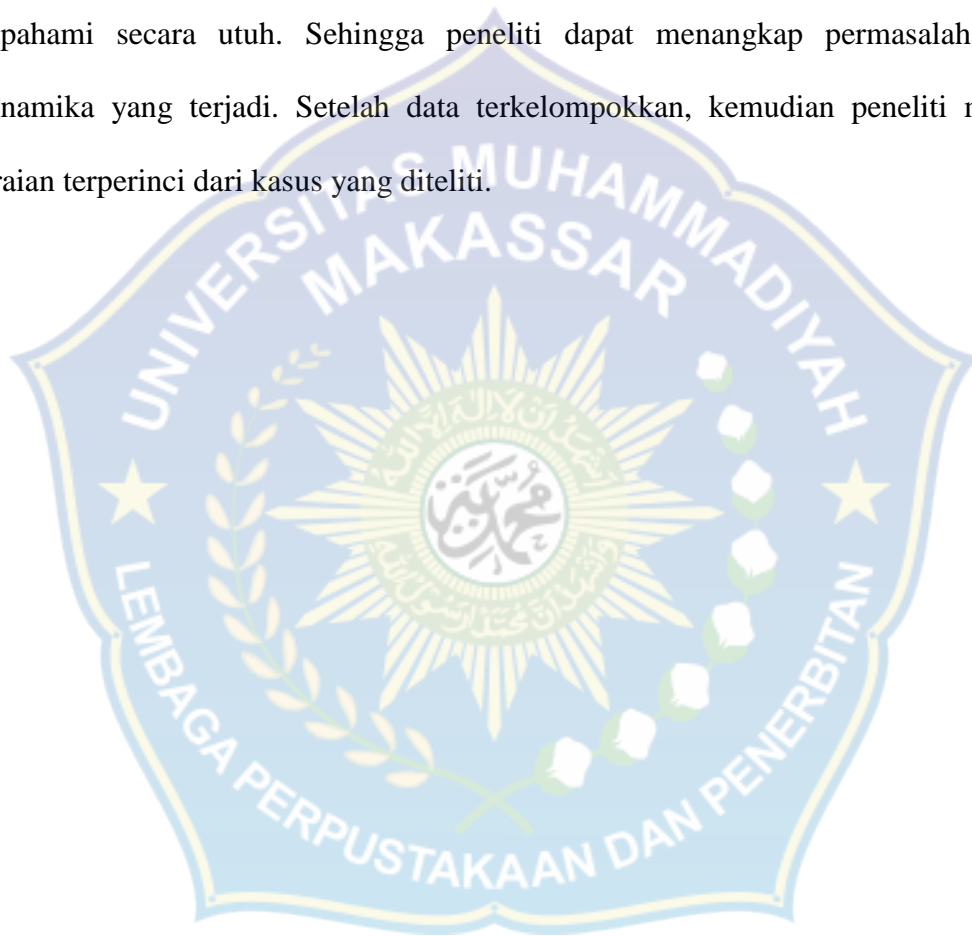 pahami secara utuh. Sehingga peneliti dapat menangkap permasalah
namika yang terjadi. Setelah data terkelompokkan, kemudian peneliti
raian terperinci dari kasus yang diteliti.
UNIVERSITAS MUHAMMADIYAH
MAKASSAR
LEMBAGA PERPUSTAKAAN DAN PENERBITAN